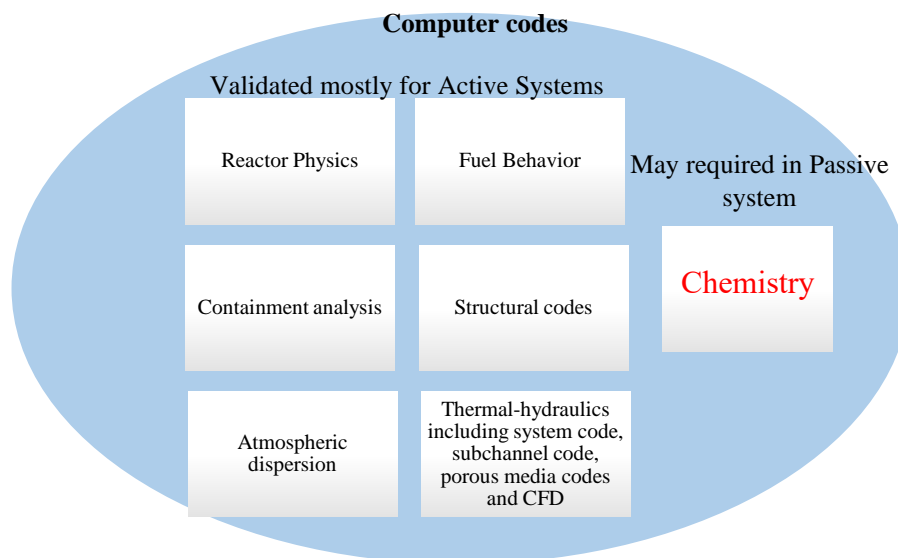 Computer codes
Validated mostly for Active Systems
Reactor Physics
Fuel Behavior
May required in Passive
system
Chemistry
Containment analysis
Structural codes
Atmospheric
dispersion
Thermal-hydraulics
including system code,
subchannel code,
porous media codes
and CFD